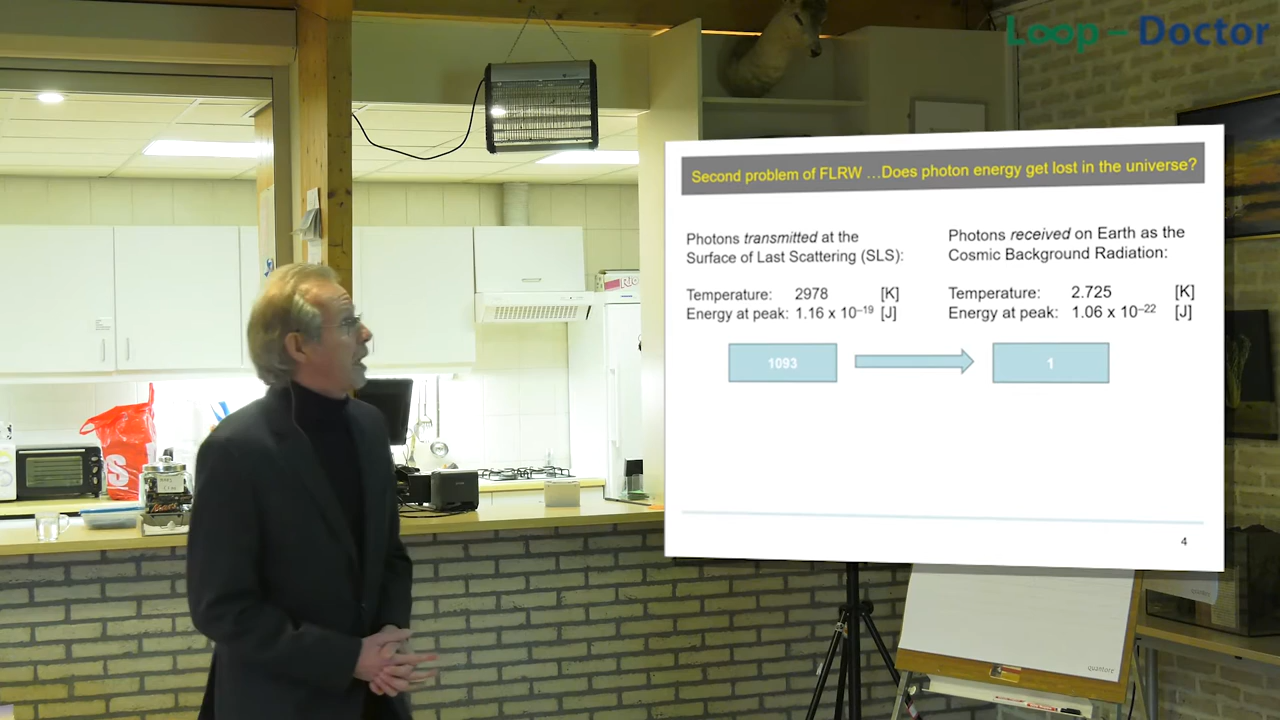 Loop – Doctor
Second problem of FLRW …Does photon energy get lost in the universe?
Photons transmitted at the
Surface of Last Scattering (SLS):
Temperature: 2978 [K]
Energy at peak: 1.16 x 10⁻¹⁹ [J]
1093
Photons received on Earth as the
Cosmic Background Radiation:
Temperature: 2.725 [K]
Energy at peak: 1.06 x 10⁻²² [J]
1
4
quantore